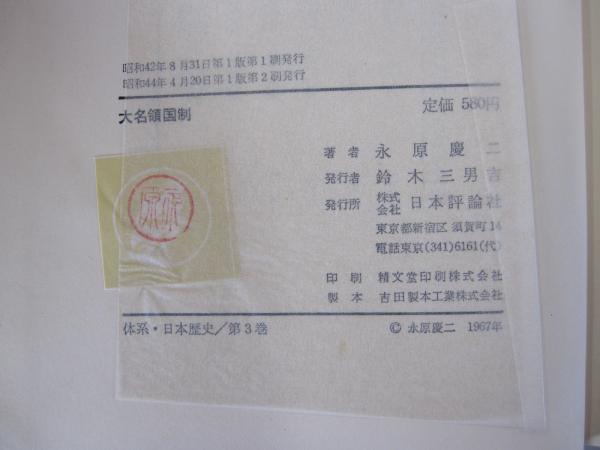 昭和42年8月31日第1版第1刷発行
昭和44年4月20日第1版第2刷発行
大名領国制 定価 580円
著者 永原慶二
発行者 鈴木三男吉
発行所 株式会社 日本評論社
東京都新宿区須賀町14
電話東京(341)6161(代)
印刷 精文堂印刷株式会社
製本 吉田製本工業株式会社
体系・日本歴史/第3巻 © 永原慶二 1967年